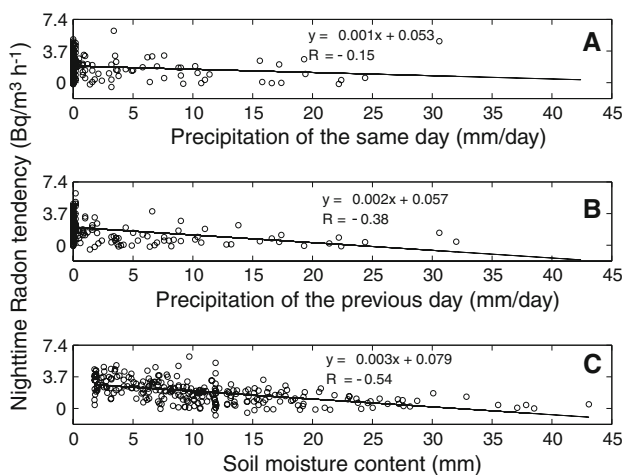 Nighttime Radon tendency (Bq/m³ h⁻¹)
7.4
3.7
0
y = 0.001x + 0.053
R = - 0.15
A
0 5 10 15 20 25 30 35 40 45
Precipitation of the same day (mm/day)
7.4
3.7
0
y = 0.002x + 0.057
R = - 0.38
B
0 5 10 15 20 25 30 35 40 45
Precipitation of the previous day (mm/day)
7.4
3.7
0
y = 0.003x + 0.079
R = - 0.54
C
0 5 10 15 20 25 30 35 40 45
Soil moisture content (mm)